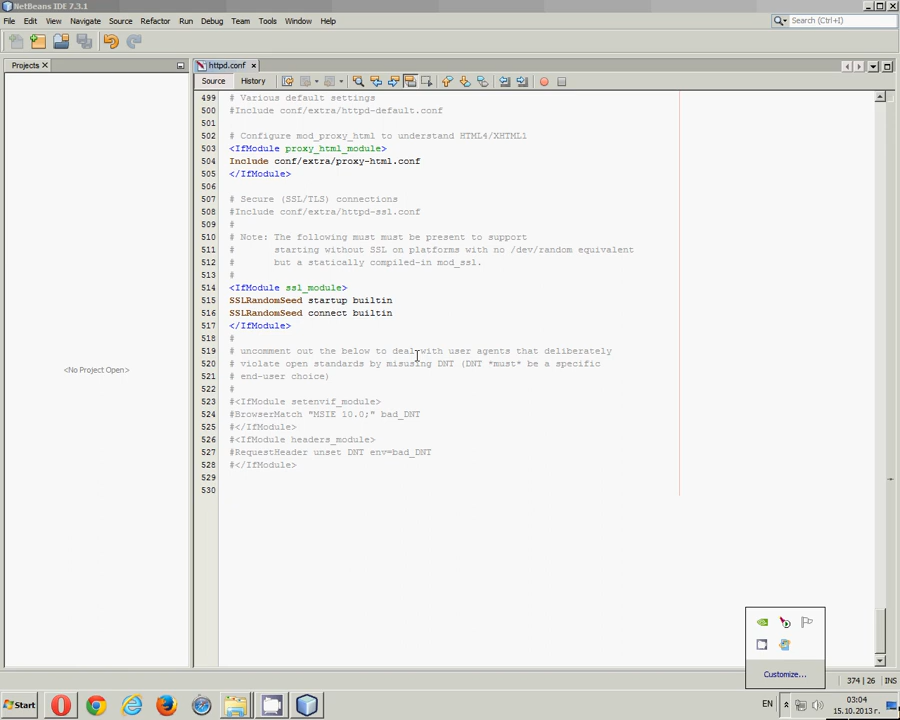 NetBeans IDE 7.3.1
File Edit View Navigate Source Refactor Run Debug Team Tools Window Help
Search (Ctrl+I)
Projects
httpd.conf
Source History
499 # Various default settings
500 #Include conf/extra/httpd-default.conf
501
502 # Configure mod_proxy_html to understand HTML4/XHTML1
503 <IfModule proxy_html_module>
504 Include conf/extra/proxy-html.conf
505 </IfModule>
506
507 # Secure (SSL/TLS) connections
508 #Include conf/extra/httpd-ssl.conf
509 #
510 # Note: The following must must be present to support
511 #       starting without SSL on platforms with no /dev/random equivalent
512 #       but a statically compiled-in mod_ssl.
513 #
514 <IfModule ssl_module>
515 SSLRandomSeed startup builtin
516 SSLRandomSeed connect builtin
517 </IfModule>
518 #
519 # uncomment out the below to deal with user agents that deliberately
520 # violate open standards by misusing DNT (DNT *must* be a specific
521 # end-user choice)
522 #
523 #<IfModule setenvif_module>
524 #BrowserMatch "MSIE 10.0;" bad_DNT
525 #</IfModule>
526 #<IfModule headers_module>
527 #RequestHeader unset DNT env=bad_DNT
528 #</IfModule>
529
530
<No Project Open>
Customize...
374 | 26 INS
Start
EN
03:04
15.10.2013 г.